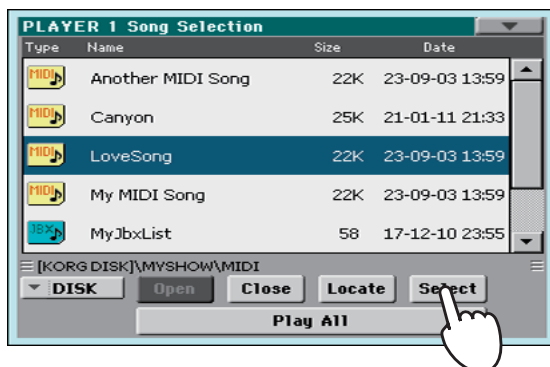 PLAYER 1 Song Selection
Type Name Size Date
MIDI Another MIDI Song 22K 23-09-03 13:59
MIDI Canyon 25K 21-01-11 21:33
MIDI LoveSong 22K 23-09-03 13:59
MIDI My MIDI Song 22K 23-09-03 13:59
JBX MyJbxList 58 17-12-10 23:55
[KORG DISK]\MYSHOW\MIDI
DISK Open Close Locate Select
Play All